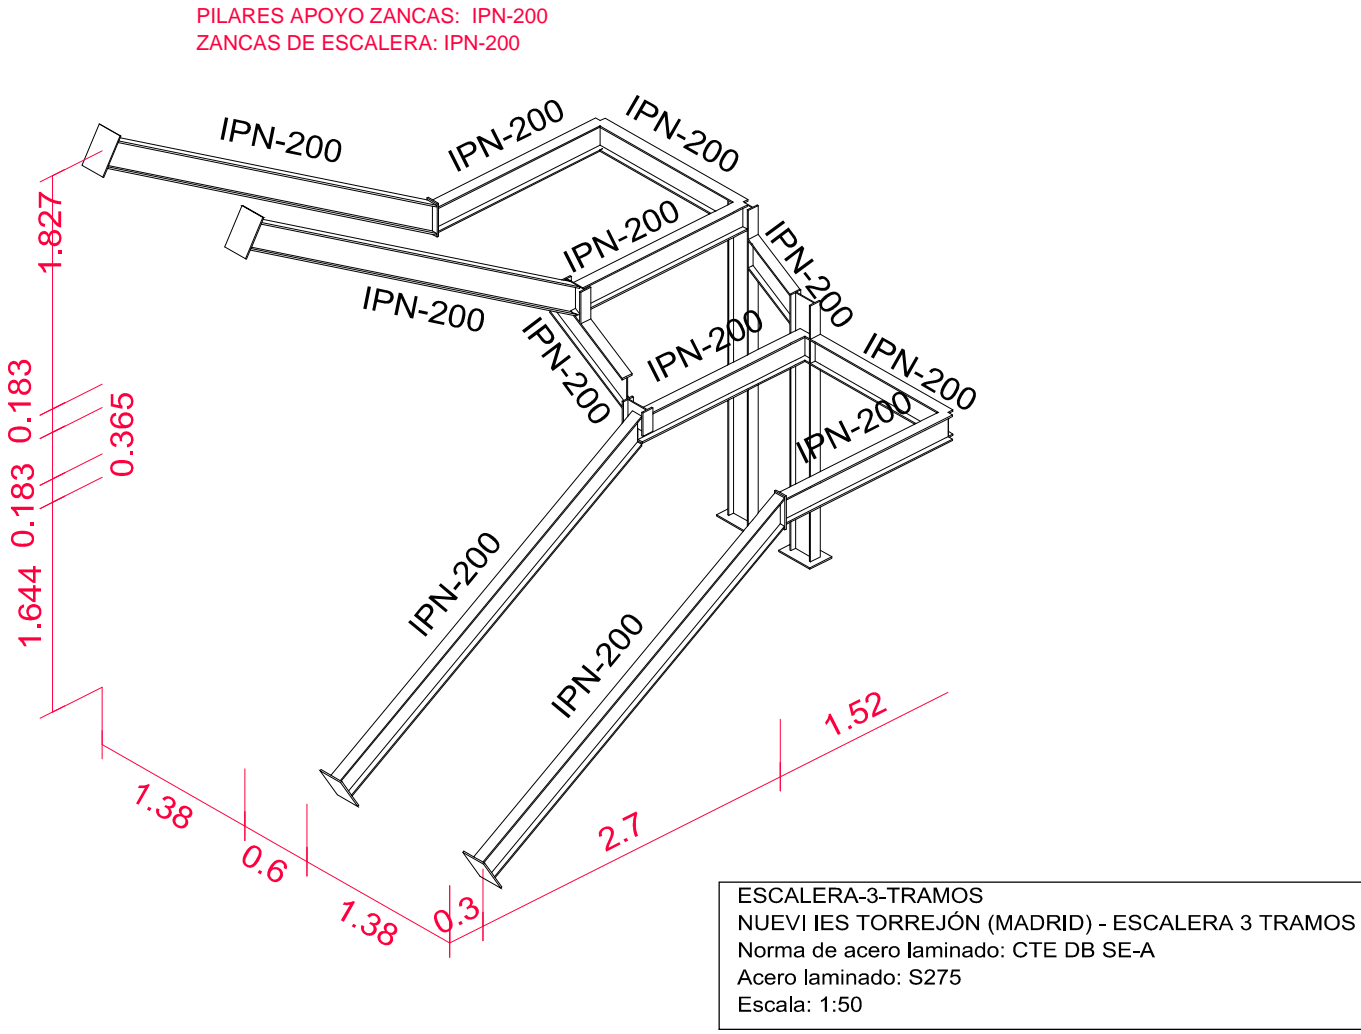 PILARES APOYO ZANCAS: IPN-200
ZANCAS DE ESCALERA: IPN-200
IPN-200
IPN-200
IPN-200
IPN-200
IPN-200
IPN-200
IPN-200
IPN-200
IPN-200
IPN-200
IPN-200
IPN-200
1.827
0.183
0.365
0.183
1.644
1.38
0.6
1.38
0.3
2.7
1.52
ESCALERA-3-TRAMOS
NUEVI IES TORREJÓN (MADRID) - ESCALERA 3 TRAMOS
Norma de acero laminado: CTE DB SE-A
Acero laminado: S275
Escala: 1:50